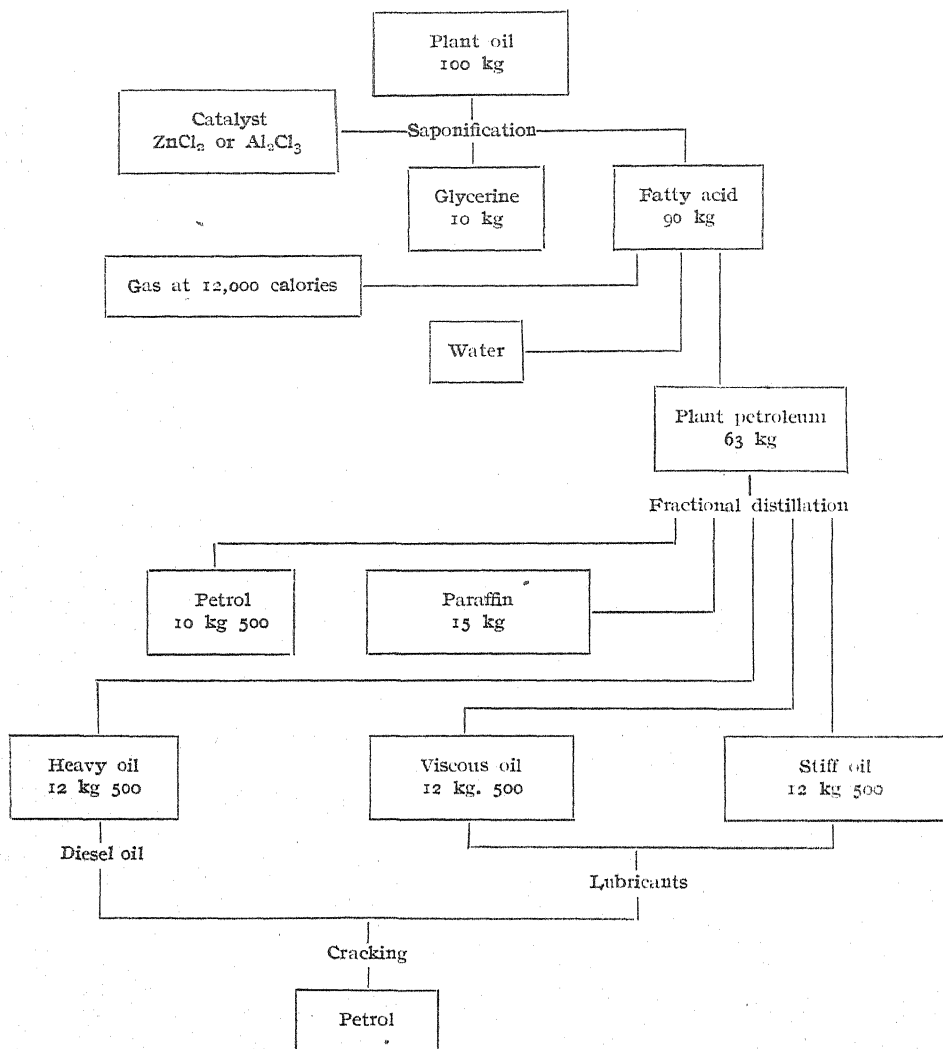 Plant oil
100 kg
Catalyst
ZnCl₂ or Al₂Cl₃
Saponification
Glycerine
10 kg
Fatty acid
90 kg
Gas at 12,000 calories
Water
Plant petroleum
63 kg
Fractional distillation
Petrol
10 kg 500
Paraffin
15 kg
Heavy oil
12 kg 500
Viscous oil
12 kg. 500
Stiff oil
12 kg 500
Diesel oil
Lubricants
Cracking
Petrol